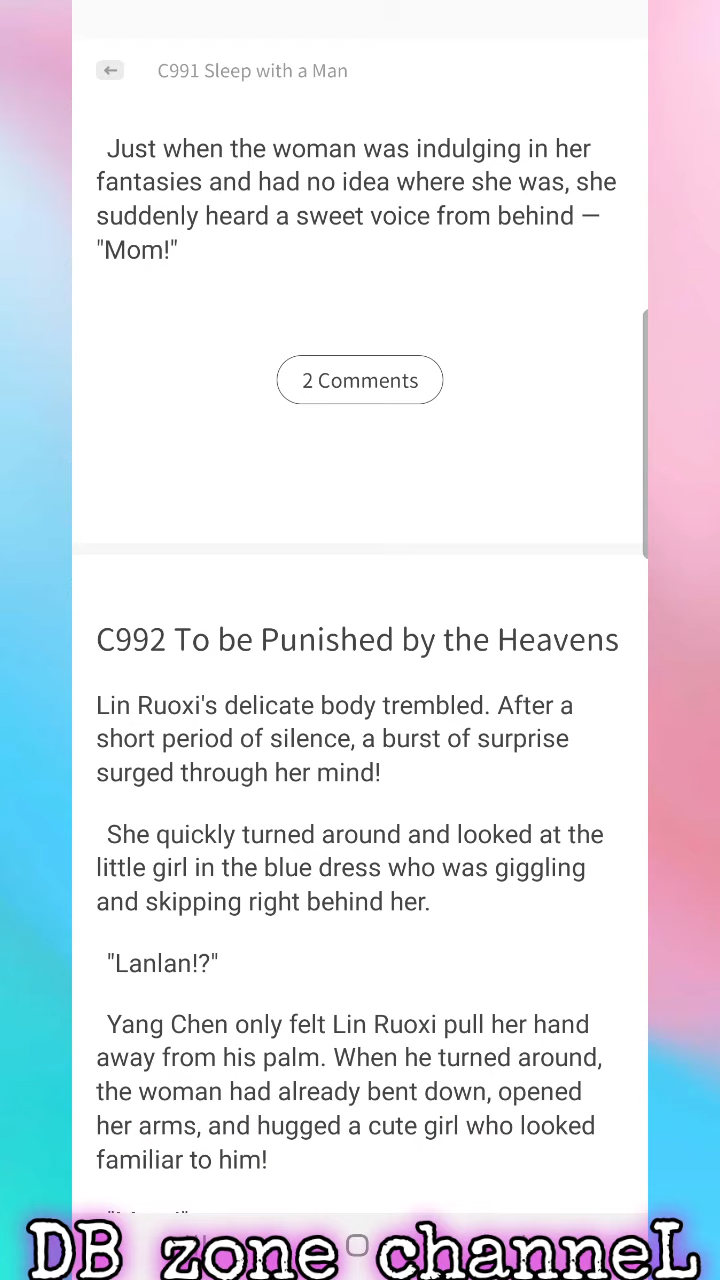 C991 Sleep with a Man
Just when the woman was indulging in her
fantasies and had no idea where she was, she
suddenly heard a sweet voice from behind —
"Mom!"
2 Comments
C992 To be Punished by the Heavens
Lin Ruoxi's delicate body trembled. After a
short period of silence, a burst of surprise
surged through her mind!
She quickly turned around and looked at the
little girl in the blue dress who was giggling
and skipping right behind her.
"Lanlan!?"
Yang Chen only felt Lin Ruoxi pull her hand
away from his palm. When he turned around,
the woman had already bent down, opened
her arms, and hugged a cute girl who looked
familiar to him!
DB zone channeL